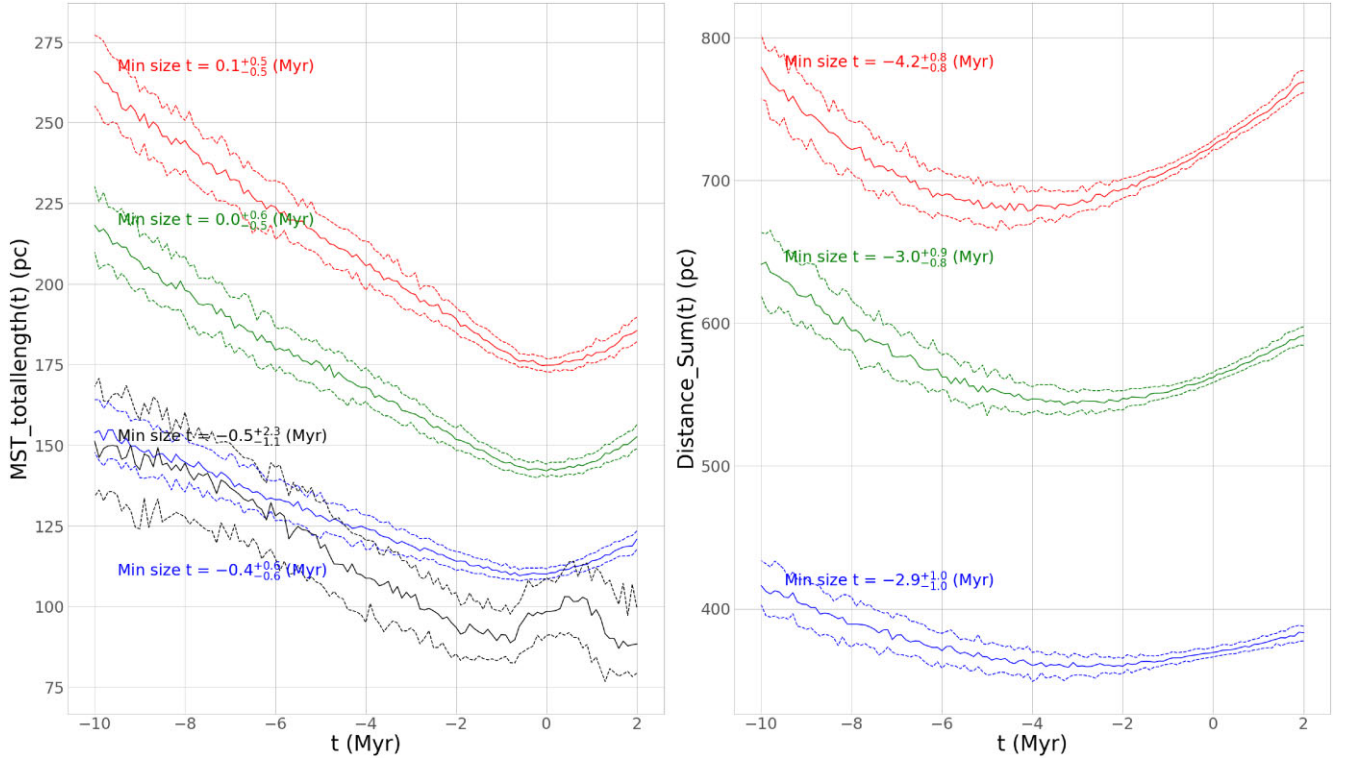 MST_totallength(t) (pc)
275
250
225
200
175
150
125
100
75
Min size t = 0.1^{+0.5}_{−0.5} (Myr)
Min size t = 0.0^{+0.6}_{−0.5} (Myr)
Min size t = −0.5^{+2.3}_{−1.1} (Myr)
Min size t = −0.4^{+0.6}_{−0.6} (Myr)
−10 −8 −6 −4 −2 0 2
t (Myr)
Distance_Sum(t) (pc)
800
700
600
500
400
Min size t = −4.2^{+0.8}_{−0.8} (Myr)
Min size t = −3.0^{+0.9}_{−0.8} (Myr)
Min size t = −2.9^{+1.0}_{−1.0} (Myr)
−10 −8 −6 −4 −2 0 2
t (Myr)